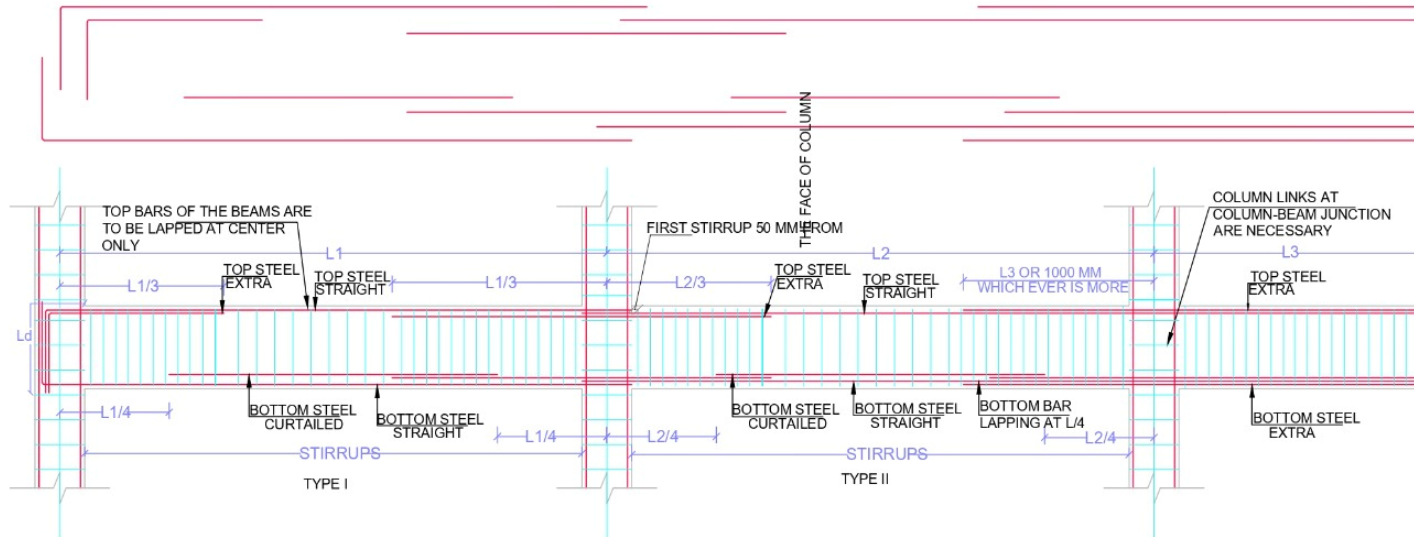 THE FACE OF COLUMN
TOP BARS OF THE BEAMS ARE
TO BE LAPPED AT CENTER
ONLY
FIRST STIRRUP 50 MM FROM
COLUMN LINKS AT
COLUMN-BEAM JUNCTION
ARE NECESSARY
L1
L2
L3
L1/3
TOP STEEL
EXTRA
TOP STEEL
STRAIGHT
L1/3
L2/3
TOP STEEL
EXTRA
TOP STEEL
STRAIGHT
L3 OR 1000 MM
WHICH EVER IS MORE
TOP STEEL
EXTRA
Ld
L1/4
BOTTOM STEEL
CURTAILED
BOTTOM STEEL
STRAIGHT
L1/4
L2/4
BOTTOM STEEL
CURTAILED
BOTTOM STEEL
STRAIGHT
BOTTOM BAR
LAPPING AT L/4
L2/4
BOTTOM STEEL
EXTRA
STIRRUPS
STIRRUPS
TYPE I
TYPE II